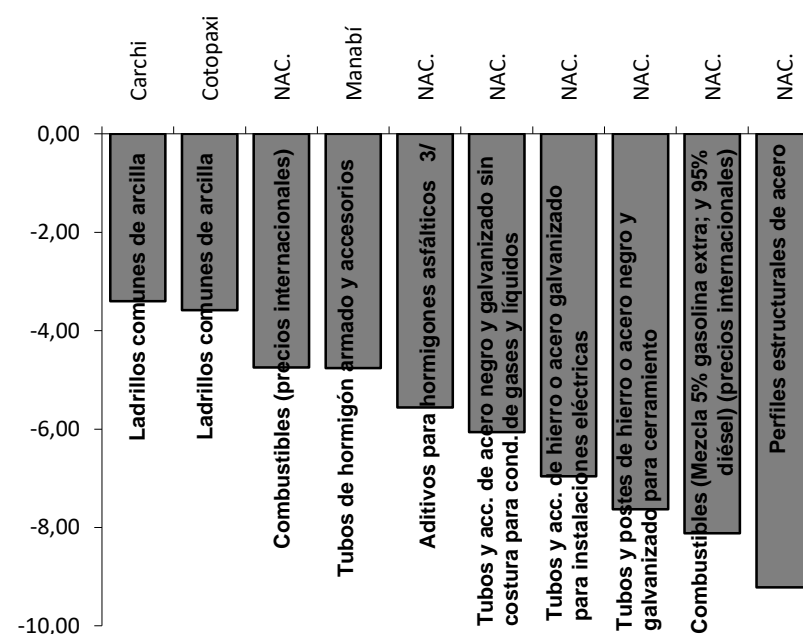 Carchi
Cotopaxi
NAC.
Manabí
NAC.
NAC.
NAC.
NAC.
NAC.
NAC.
0,00
-2,00
-4,00
-6,00
-8,00
-10,00
Ladrillos comunes de arcilla
Ladrillos comunes de arcilla
Combustibles (precios internacionales)
Tubos de hormigón armado y accesorios
Aditivos para hormigones asfálticos 3/
Tubos y acc. de acero negro y galvanizado sin
costura para cond. de gases y líquidos
Tubos y acc. de hierro o acero galvanizado
para instalaciones eléctricas
Tubos y postes de hierro o acero negro y
galvanizado para cerramiento
Combustibles (Mezcla 5% gasolina extra; y 95%
diésel) (precios internacionales)
Perfiles estructurales de acero